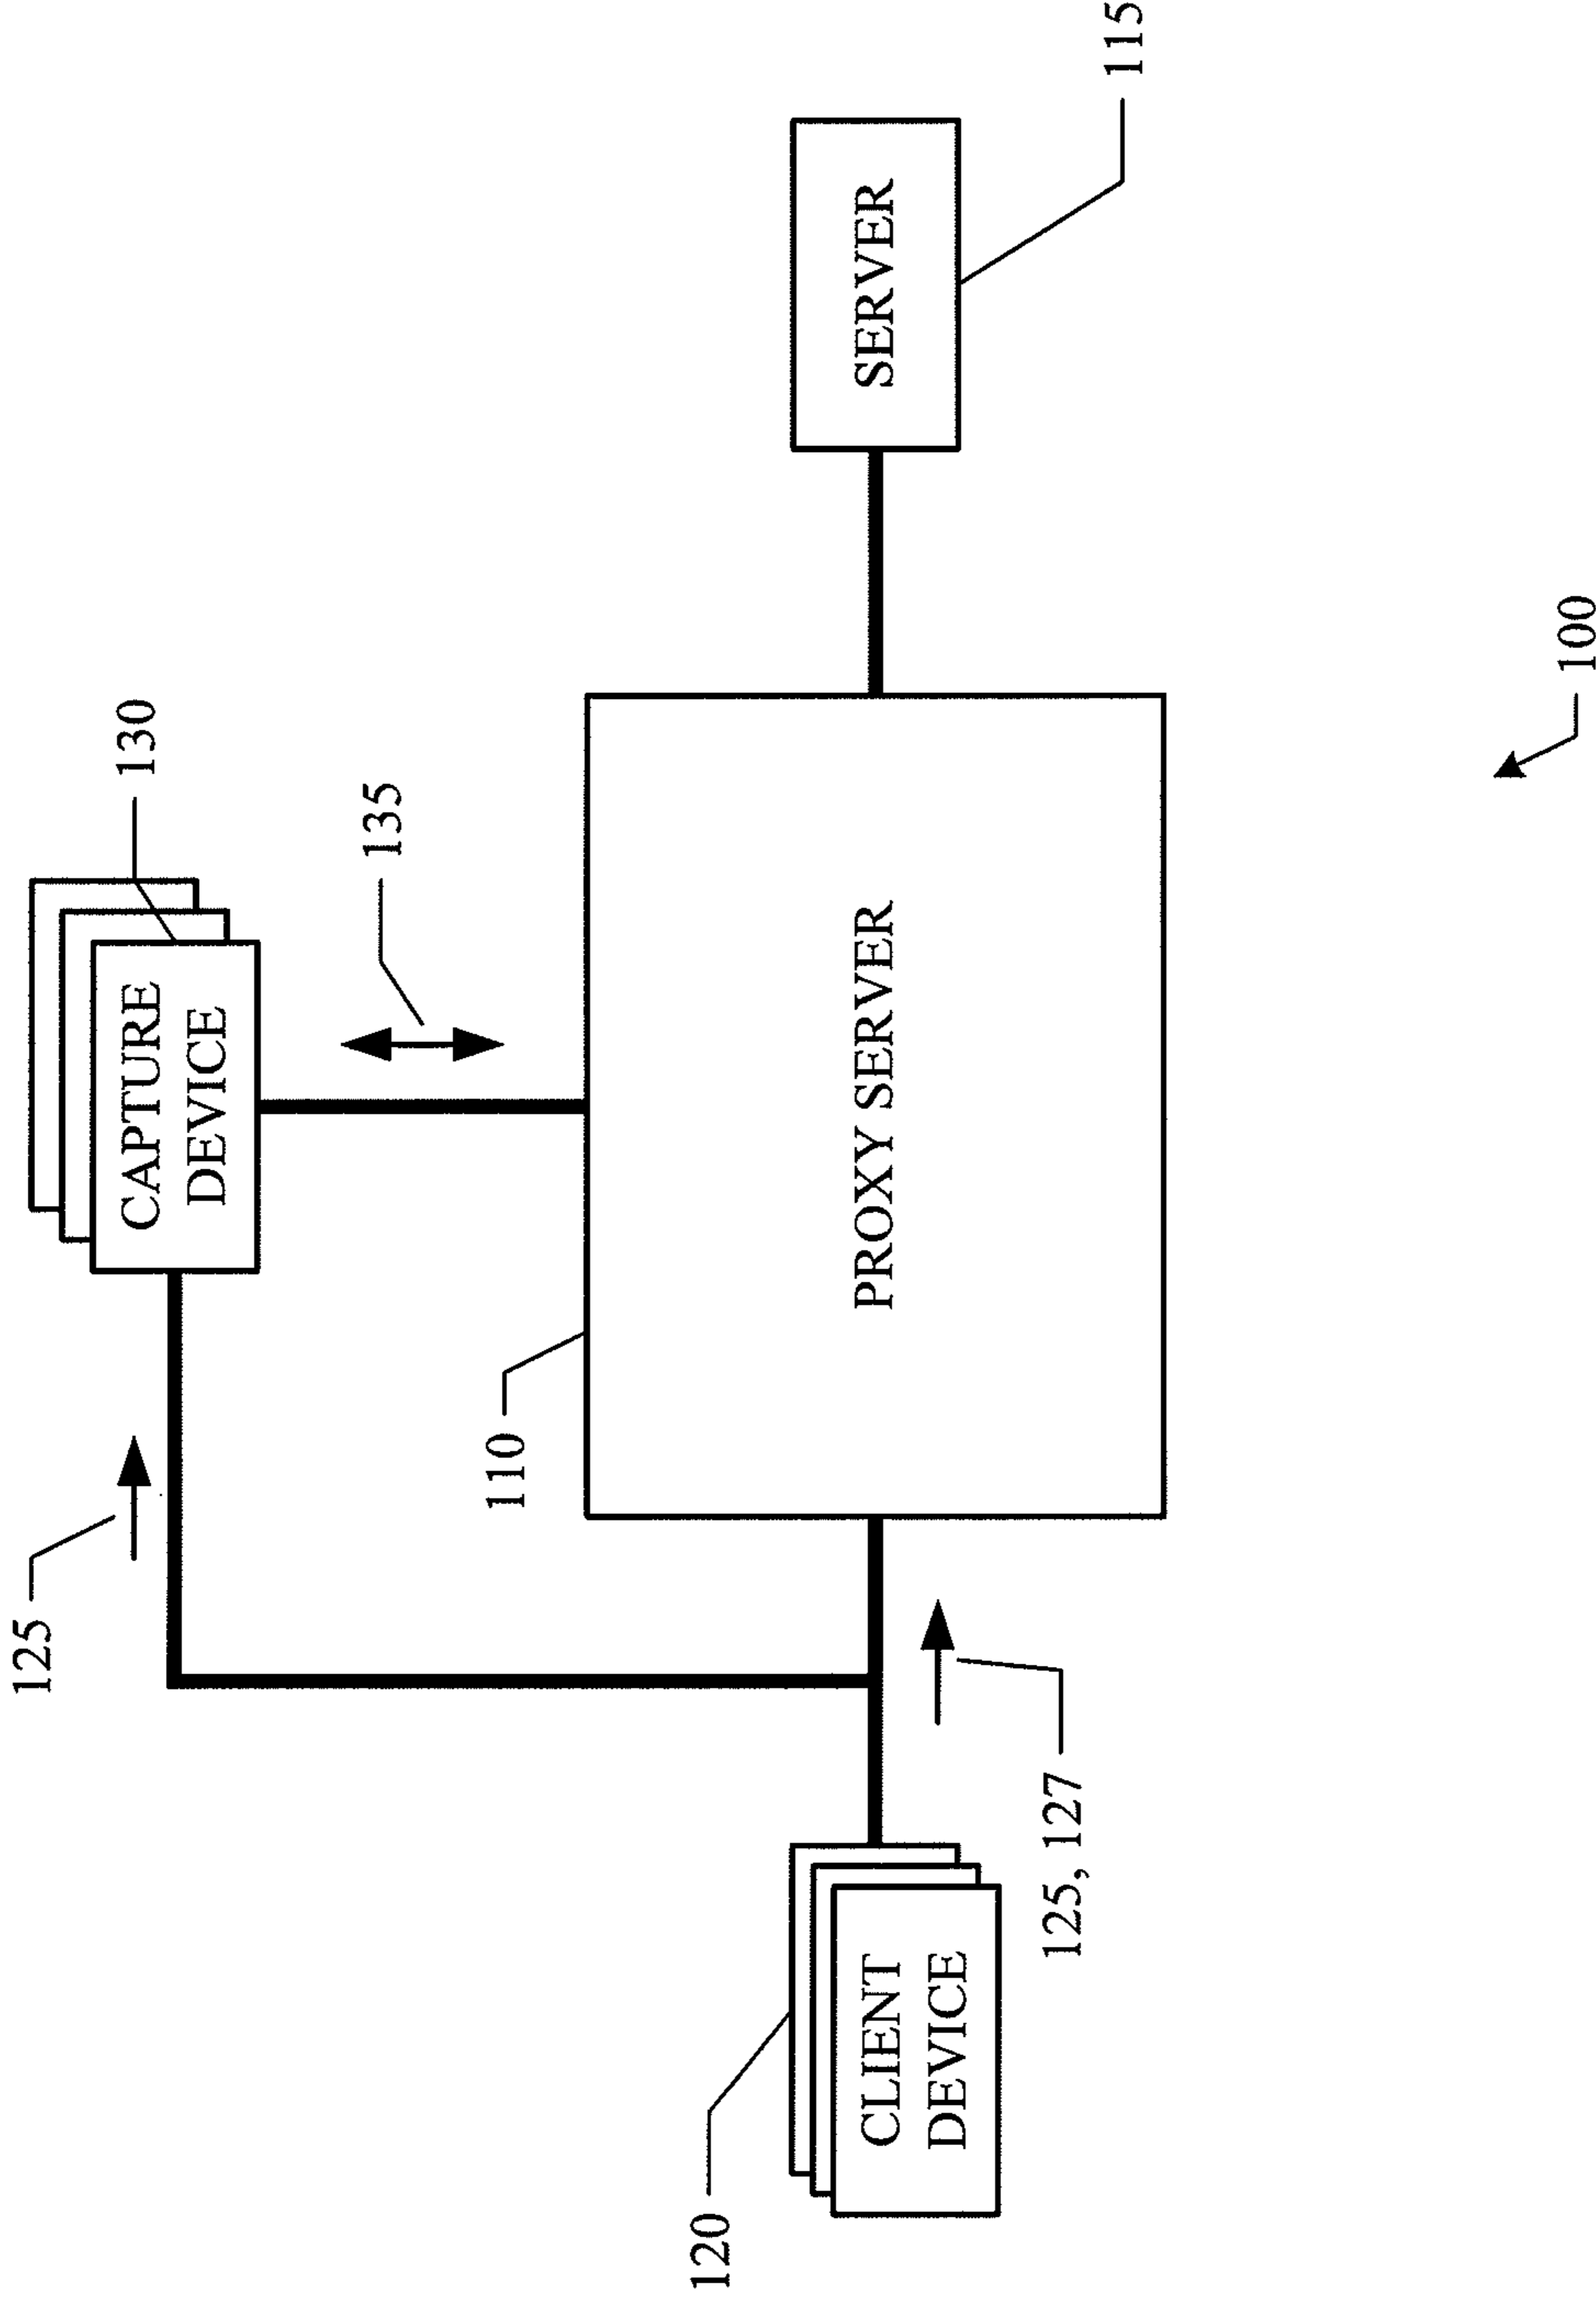 125
130
CAPTURE
DEVICE
135
110
120
CLIENT
DEVICE
PROXY SERVER
SERVER
125, 127
115
100